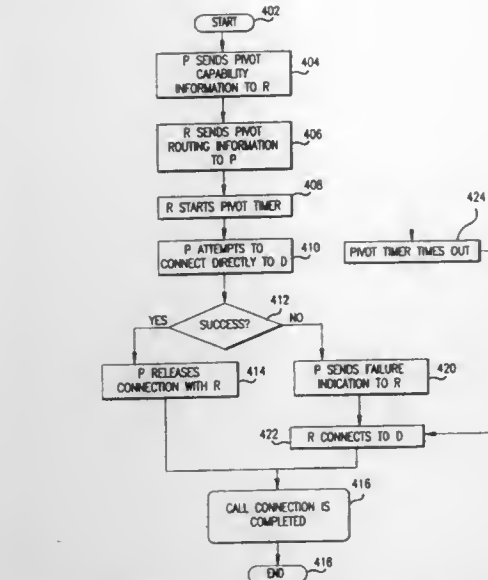 START
402
P SENDS PIVOT
CAPABILITY
INFORMATION TO R
404
R SENDS PIVOT
ROUTING INFORMATION
TO P
406
R STARTS PIVOT TIMER
408
P ATTEMPTS TO
CONNECT DIRECTLY TO D
410
424
PIVOT TIMER TIMES OUT
412
YES
SUCCESS?
NO
P RELEASES
CONNECTION WITH R
414
P SENDS FAILURE
INDICATION TO R
420
422
R CONNECTS TO D
416
CALL CONNECTION IS
COMPLETED
END
418